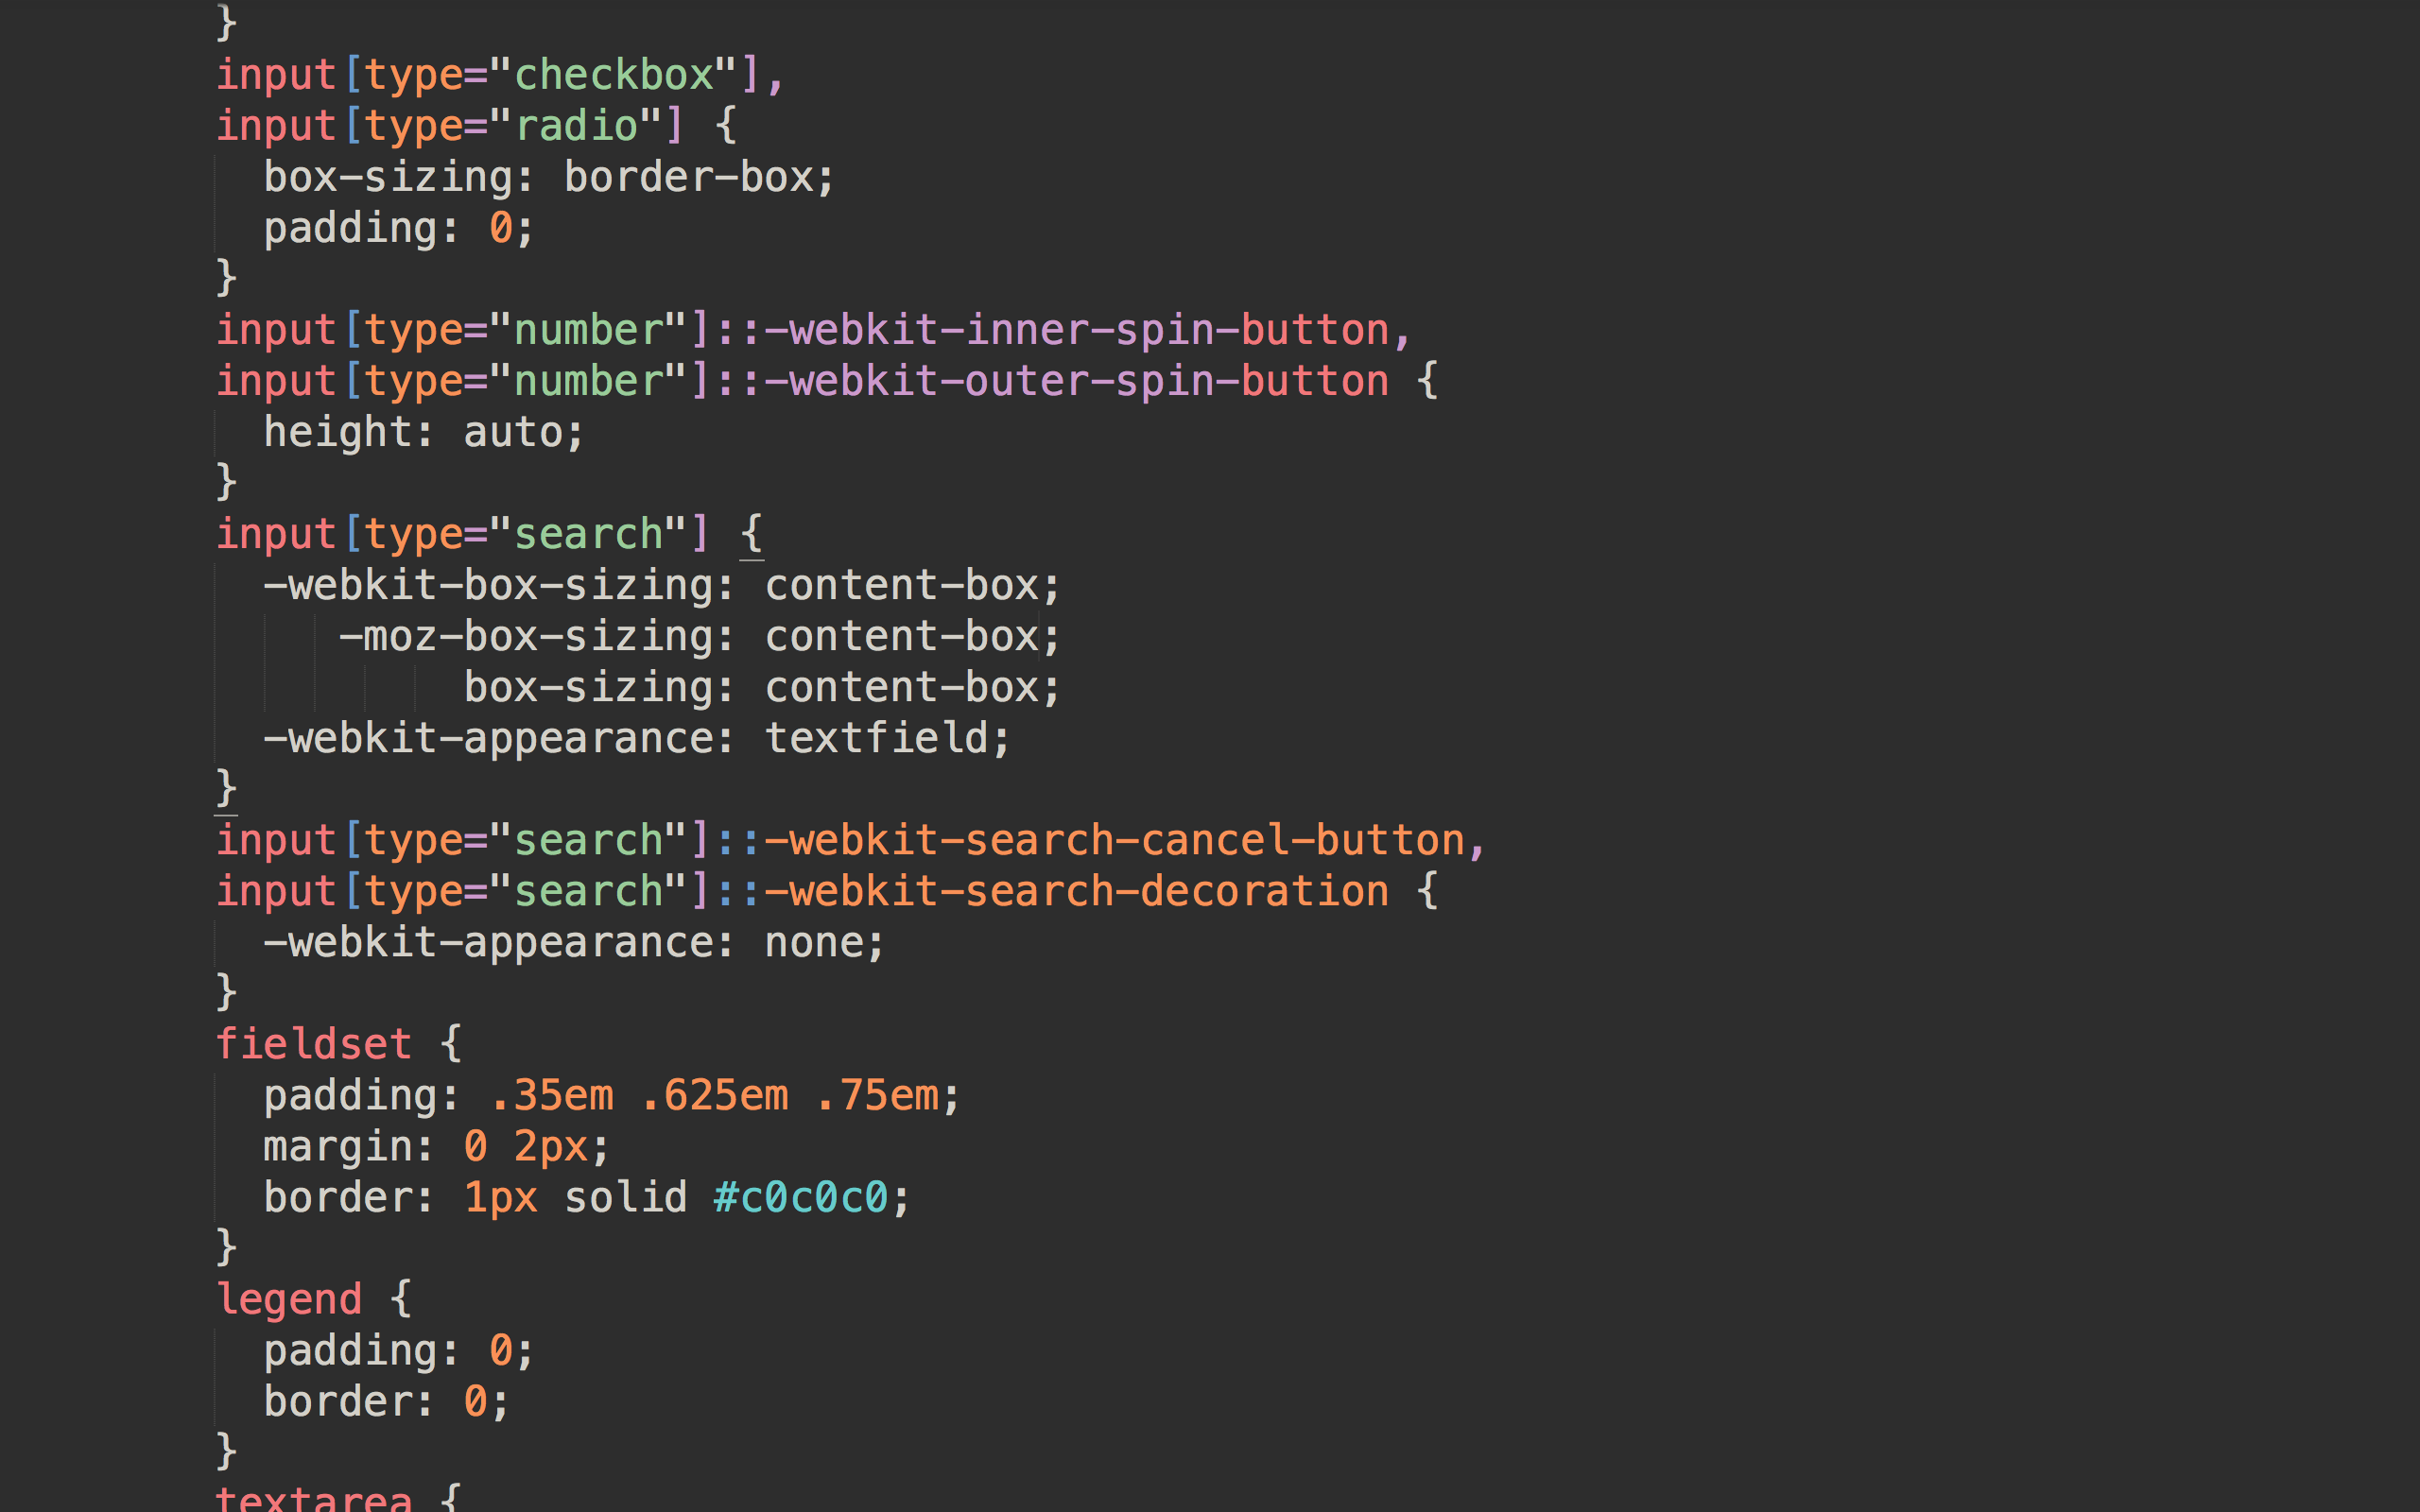 }
input[type="checkbox"],
input[type="radio"] {
  box-sizing: border-box;
  padding: 0;
}
input[type="number"]::-webkit-inner-spin-button,
input[type="number"]::-webkit-outer-spin-button {
  height: auto;
}
input[type="search"] {
  -webkit-box-sizing: content-box;
     -moz-box-sizing: content-box;
          box-sizing: content-box;
  -webkit-appearance: textfield;
}
input[type="search"]::-webkit-search-cancel-button,
input[type="search"]::-webkit-search-decoration {
  -webkit-appearance: none;
}
fieldset {
  padding: .35em .625em .75em;
  margin: 0 2px;
  border: 1px solid #c0c0c0;
}
legend {
  padding: 0;
  border: 0;
}
textarea {